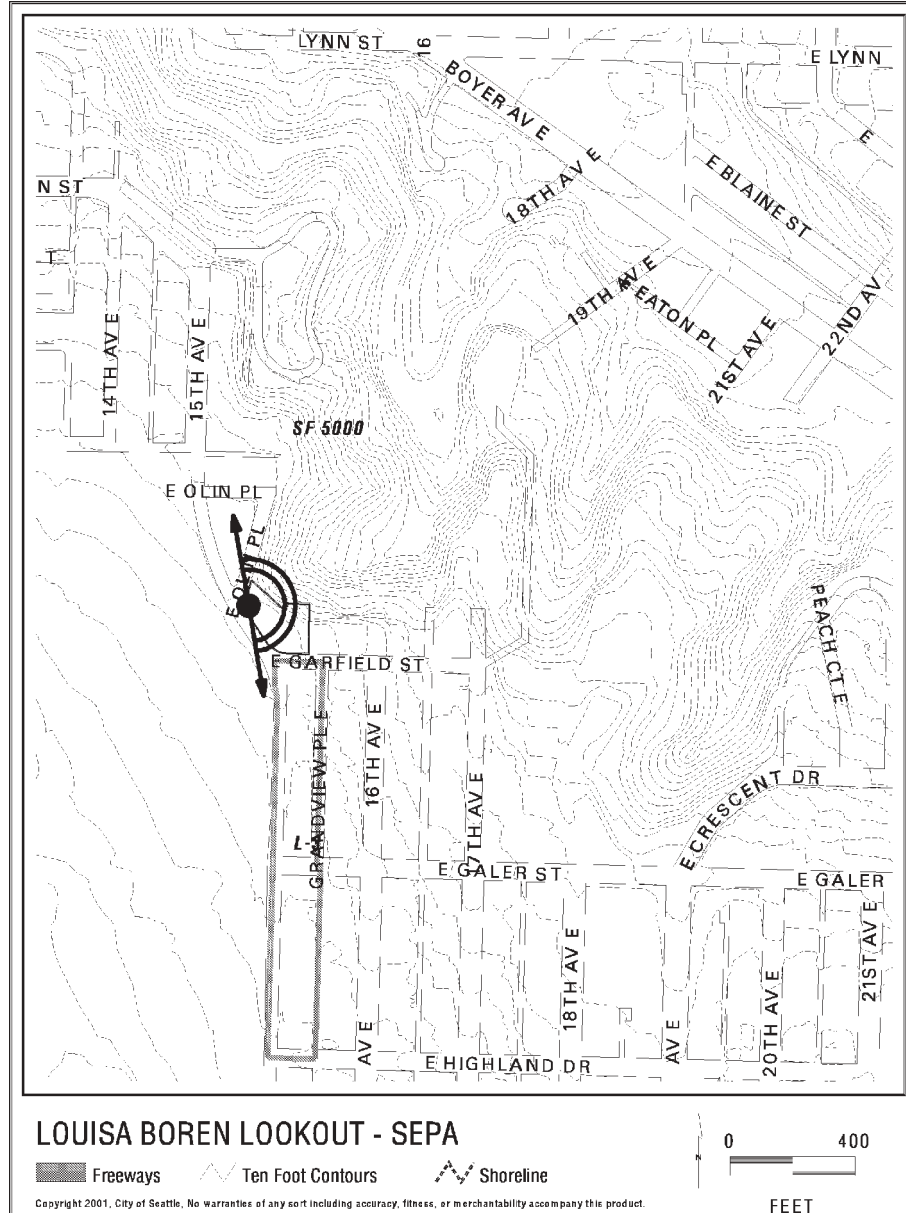 LYNN ST
16
E LYNN
BOYER AV E
E
E BLAINE ST
18TH AV E
N ST
T
19TH AV E
EATON PL
22ND AV
21ST AV E
14TH AV E
15TH AV E
SF 5000
E OLIN PL
E OLIN PL
PEACH CT E
E GARFIELD ST
GRANDVIEW PL E
16TH AV E
17TH AV E
E CRESCENT DR
L-
E GALER ST
E GALER
AV E
18TH AV E
AV E
20TH AV E
21ST AV E
E HIGHLAND DR
LOUISA BOREN LOOKOUT - SEPA
Freeways
Ten Foot Contours
Shoreline
N
0 400
FEET
Copyright 2001, City of Seattle, No warranties of any sort including accuracy, fitness, or merchantability accompany this product.